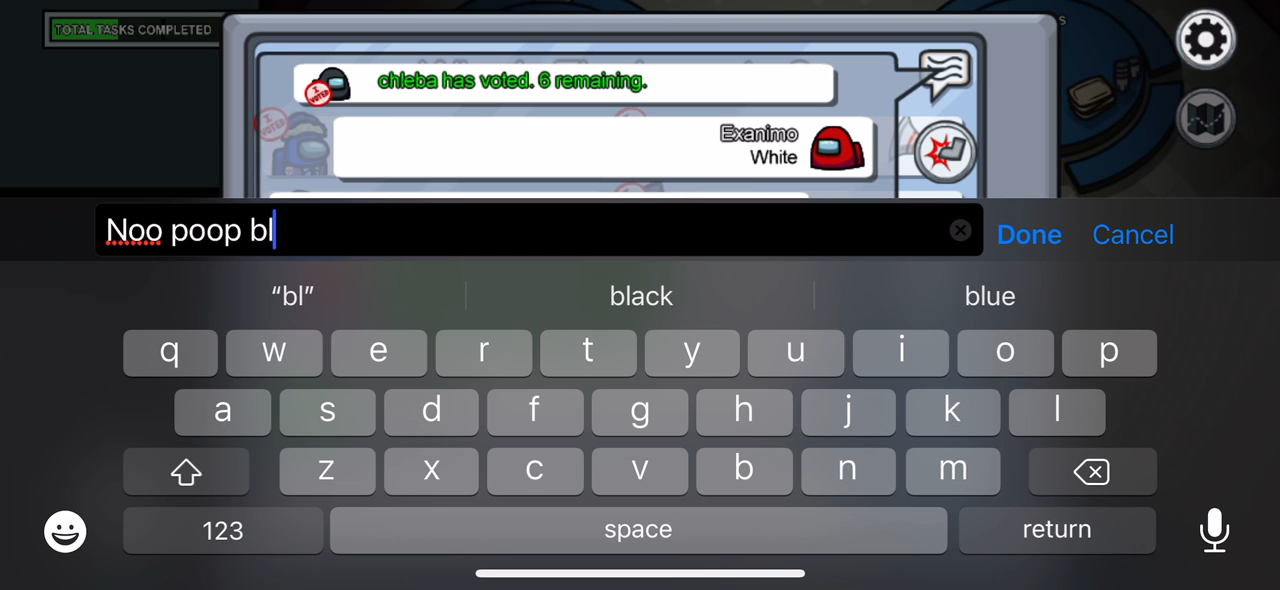 TOTAL TASKS COMPLETED
chleba has voted. 6 remaining.
I VOTED
Exanimo
White
Noo poop bl
Done
Cancel
“bl”
black
blue
q w e r t y u i o p
a s d f g h j k l
z x c v b n m
123
space
return